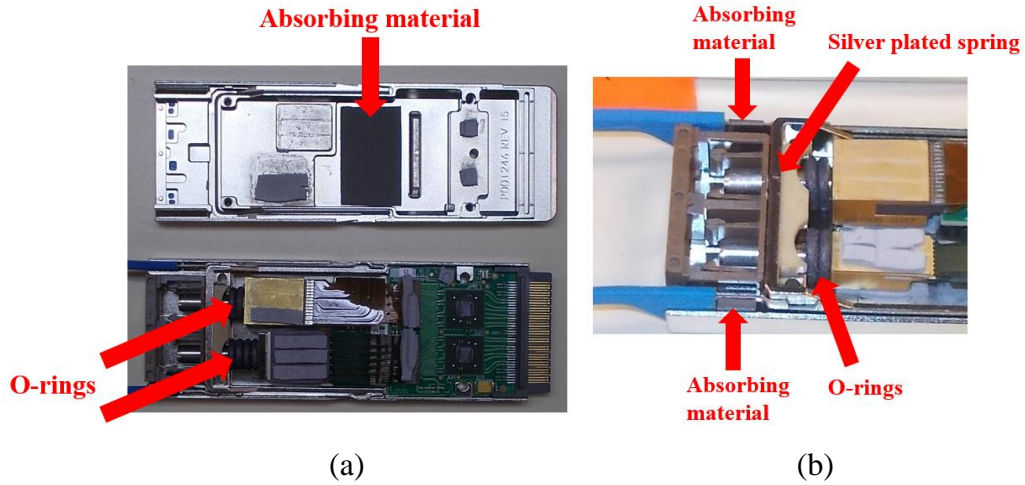 Absorbing material
P001246 REV 15
O-rings
(a)
Absorbing
material
Silver plated spring
Absorbing
material
O-rings
(b)